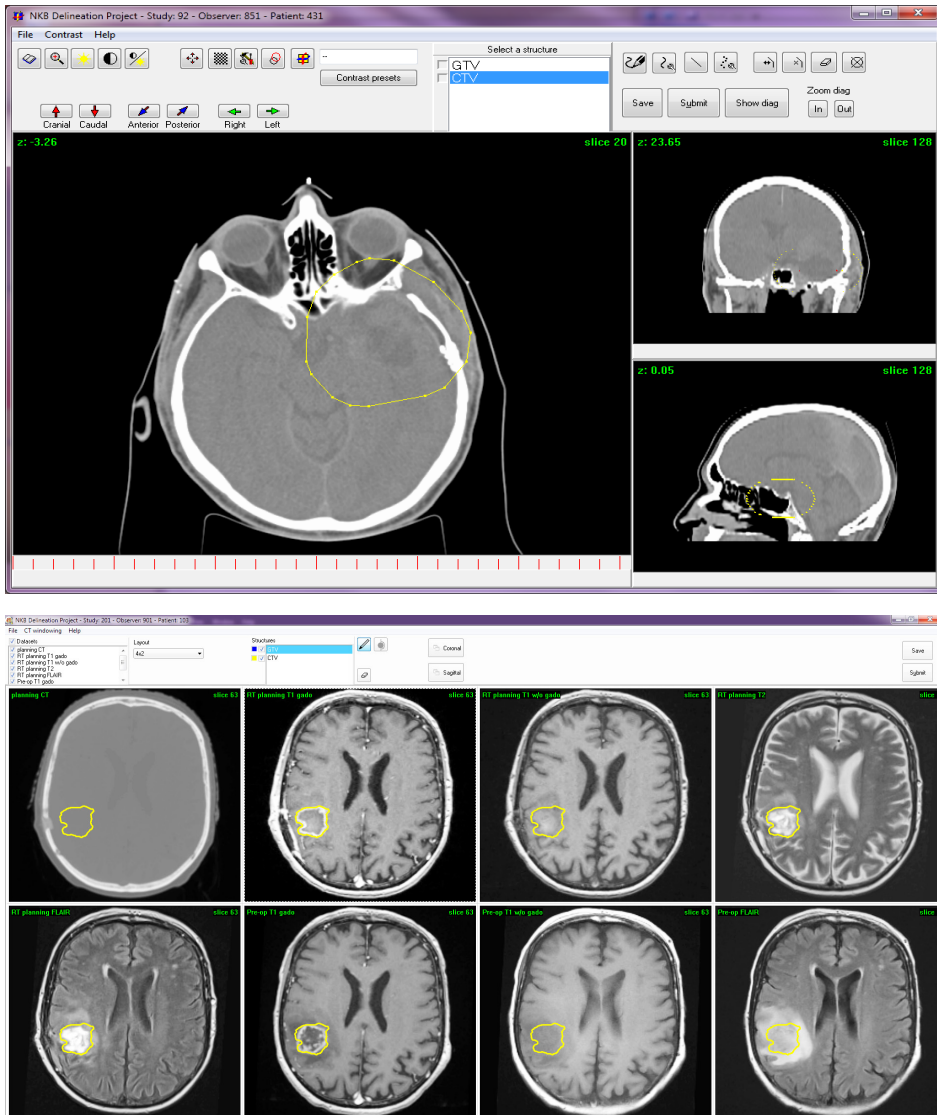 NKB Delineation Project - Study: 92 - Observer: 851 - Patient: 431
File Contrast Help
Select a structure
--
GTV
CTV
Contrast presets
Zoom diag
Save Submit Show diag In Out
Cranial Caudal Anterior Posterior Right Left
z: -3.26 slice 20
z: 23.65 slice 128
z: 0.05 slice 128
NKB Delineation Project - Study: 201 - Observer: 901 - Patient: 103
File CT windowing Help
Datasets
planning CT
RT planning T1 gado
RT planning T1 w/o gado
RT planning T2
RT planning FLAIR
Pre-op T1 gado
Layout
4x2
Structures
GTV
CTV
Coronal
Sagittal
Save
Submit
planning CT slice 63
RT planning T1 gado slice 63
RT planning T1 w/o gado slice 63
RT planning T2 slice
RT planning FLAIR slice 63
Pre-op T1 gado slice 63
Pre-op T1 w/o gado slice 63
Pre-op FLAIR slice